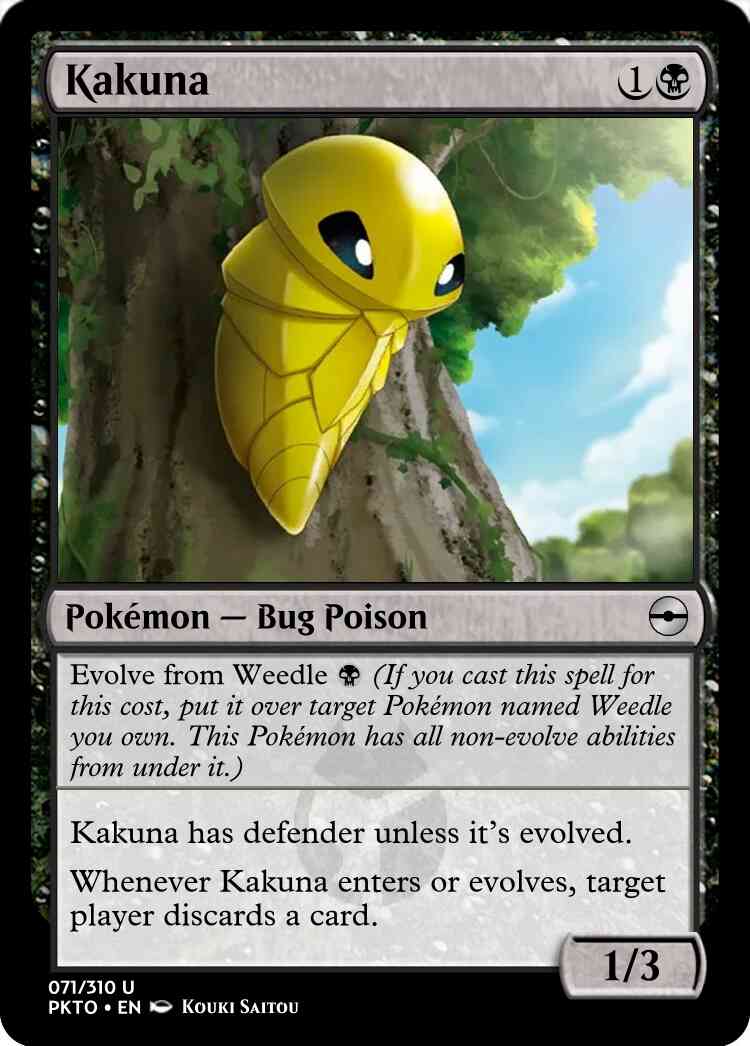 Kakuna 1
Pokémon — Bug Poison
Evolve from Weedle (If you cast this spell for
this cost, put it over target Pokémon named Weedle
you own. This Pokémon has all non-evolve abilities
from under it.)
Kakuna has defender unless it's evolved.
Whenever Kakuna enters or evolves, target
player discards a card.
1/3
071/310 U
PKTO • EN Kouki Saitou